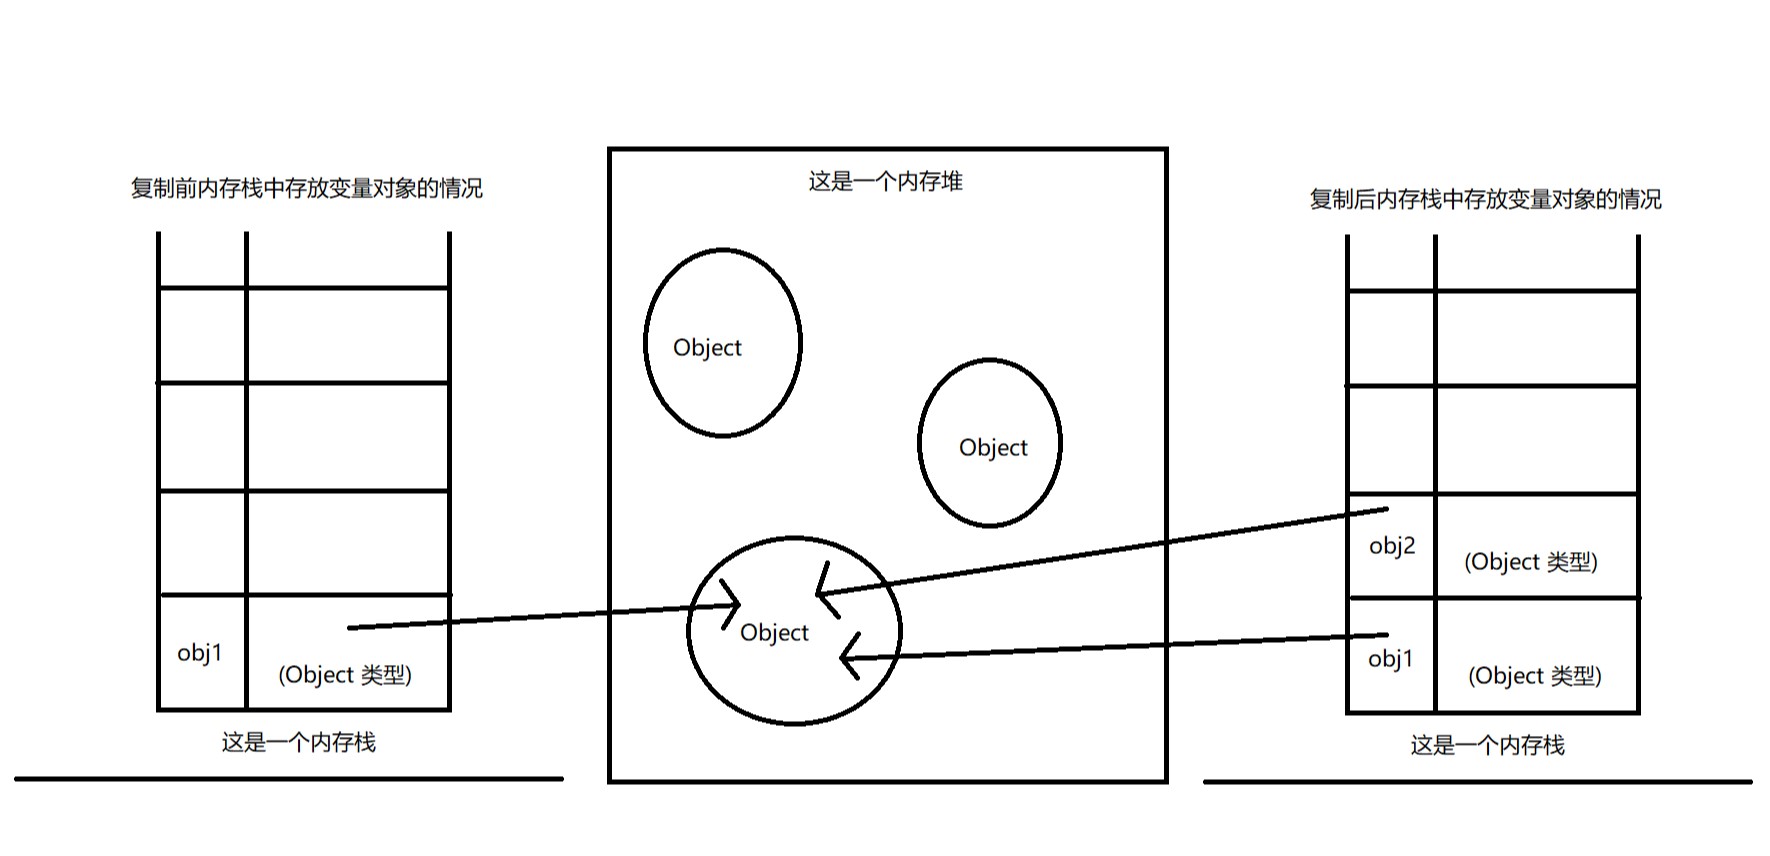 复制前内存栈中存放变量对象的情况
obj1
(Object 类型)
这是一个内存栈
这是一个内存堆
Object
Object
Object
复制后内存栈中存放变量对象的情况
obj2
(Object 类型)
obj1
(Object 类型)
这是一个内存栈